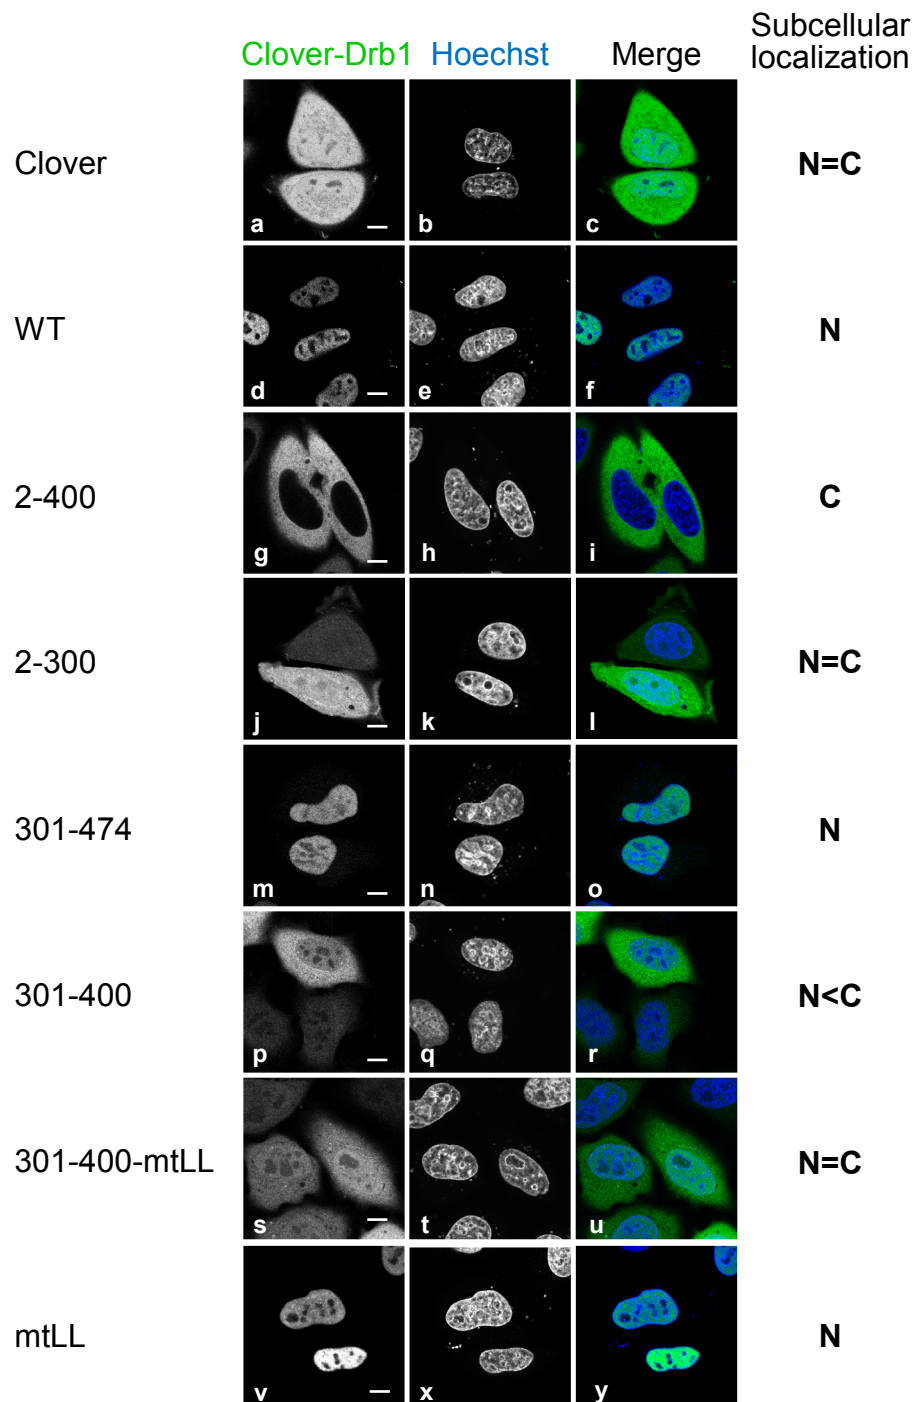 Clover-Drb1 Hoechst Merge Subcellular localization
Clover a b c N=C
WT d e f N
2-400 g h i C
2-300 j k l N=C
301-474 m n o N
301-400 p q r N<C
301-400-mtLL s t u N=C
mtLL v x y N